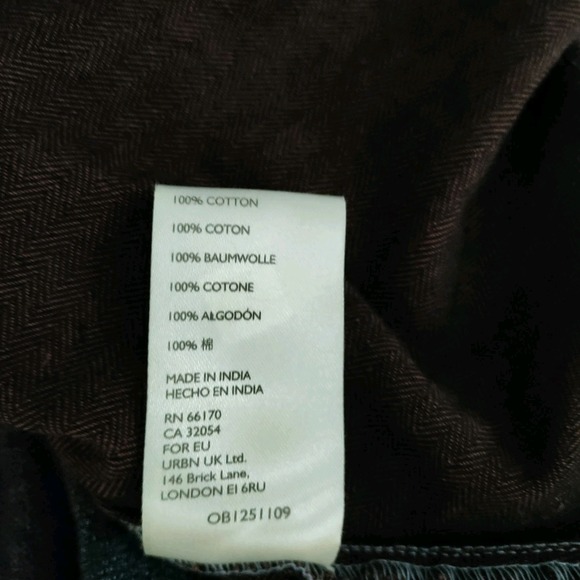 100% COTTON
100% COTON
100% BAUMWOLLE
100% COTONE
100% ALGODÓN
100% 棉
MADE IN INDIA
HECHO EN INDIA
RN 66170
CA 32054
FOR EU
URBN UK Ltd.
146 Brick Lane,
LONDON E1 6RU
OB1251109